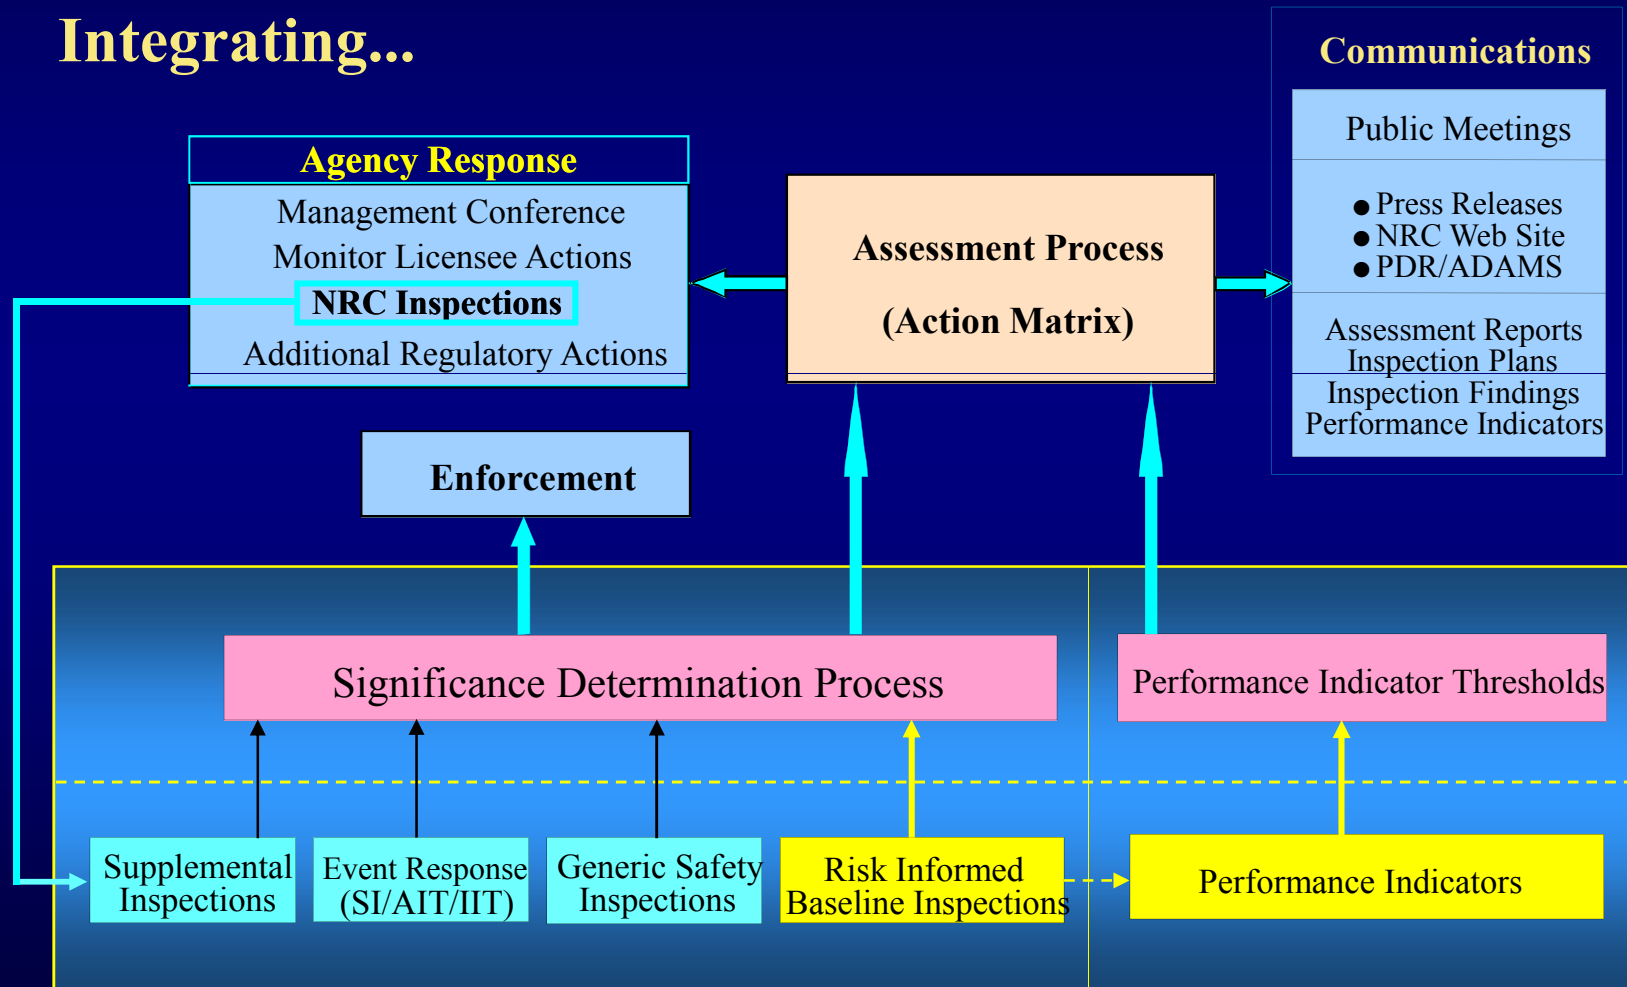 Integrating...
Communications
Public Meetings
● Press Releases
● NRC Web Site
● PDR/ADAMS
Assessment Reports
Inspection Plans
Inspection Findings
Performance Indicators
Agency Response
Management Conference
Monitor Licensee Actions
NRC Inspections
Additional Regulatory Actions
Assessment Process
(Action Matrix)
Enforcement
Significance Determination Process
Performance Indicator Thresholds
Supplemental
Inspections
Event Response
(SI/AIT/IIT)
Generic Safety
Inspections
Risk Informed
Baseline Inspections
Performance Indicators